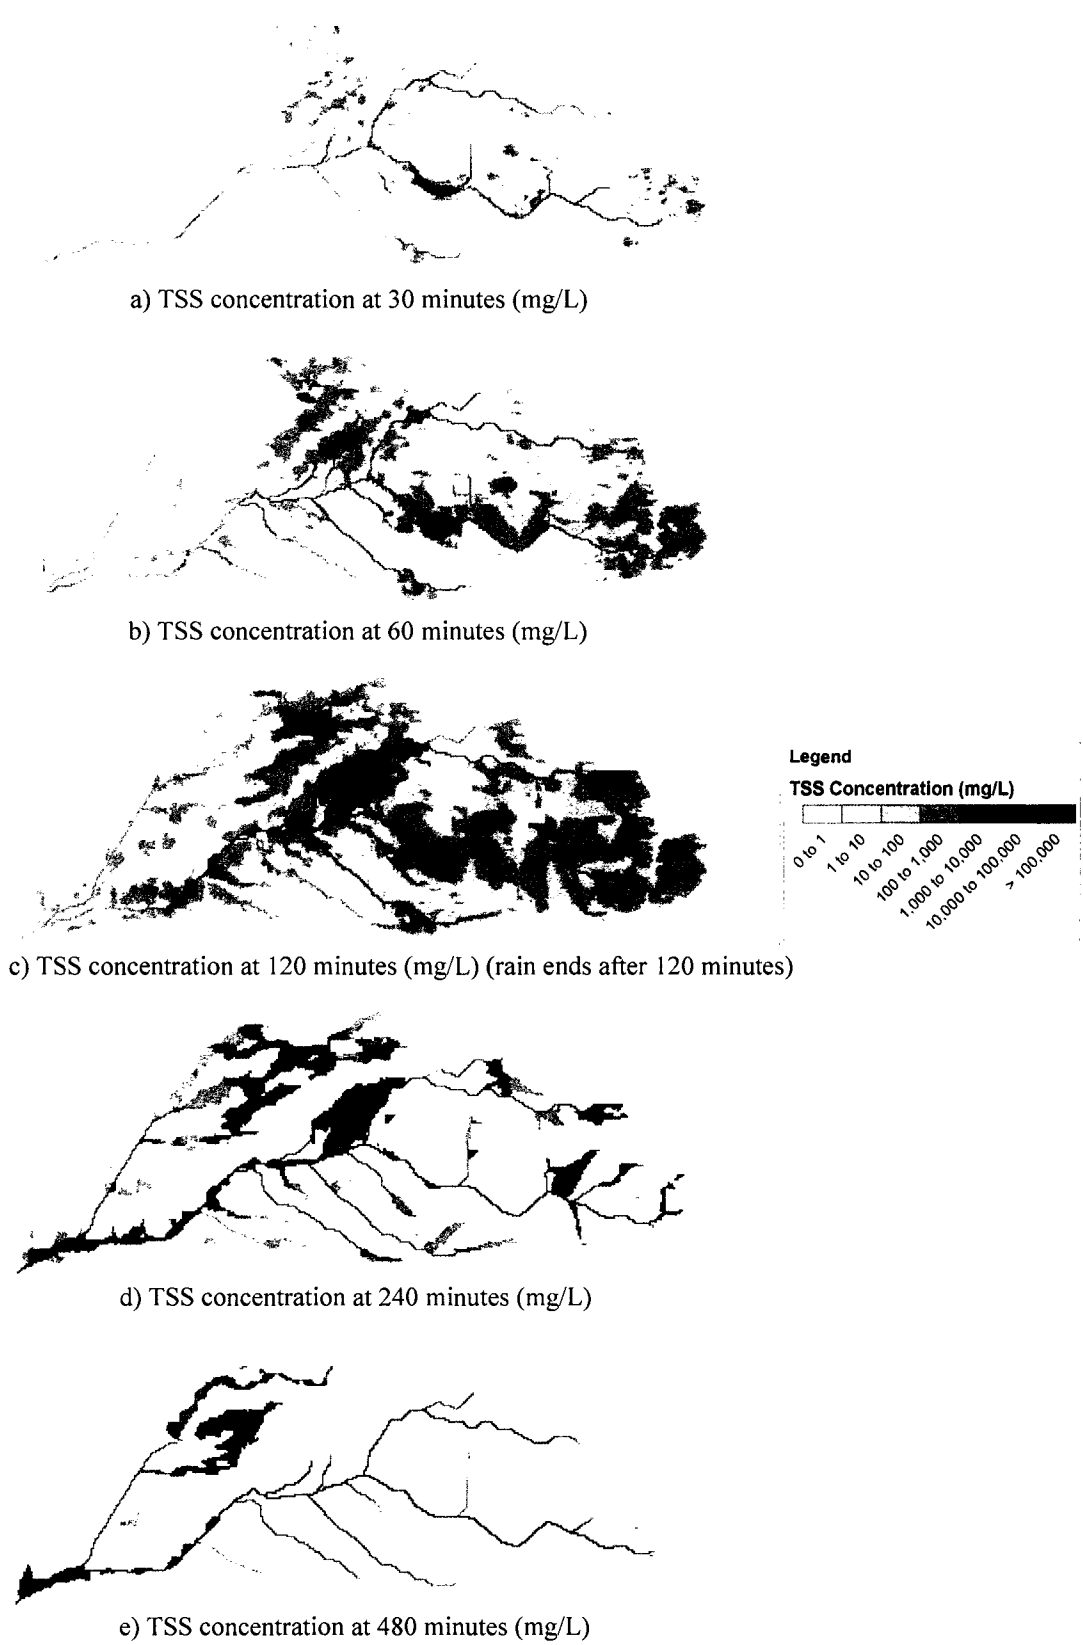 a) TSS concentration at 30 minutes (mg/L)
b) TSS concentration at 60 minutes (mg/L)
Legend
TSS Concentration (mg/L)
0 to 1
1 to 10
10 to 100
100 to 1,000
1,000 to 10,000
10,000 to 100,000
> 100,000
c) TSS concentration at 120 minutes (mg/L) (rain ends after 120 minutes)
d) TSS concentration at 240 minutes (mg/L)
e) TSS concentration at 480 minutes (mg/L)